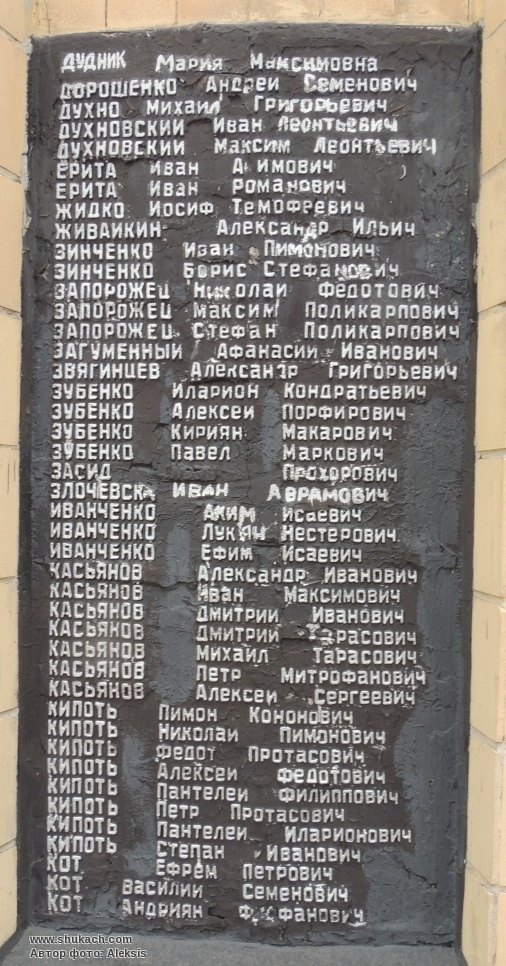 ДУДНИК Мария Максимовна
ДОРОШЕНКО Андреи Семенович
ДУХНО Михаил Григорьевич
ДУХНОВСКИЙ Иван Леонтьевич
ДУХНОВСКИЙ Максим Леонтьевич
ЕРИТА Иван
ЕРИТА Иван Романович
ЖИДКО Иосиф Темофеевич
ЖИВАИКИН Александр Ильич
ЗИНЧЕНКО Иван Пимонович
ЗИНЧЕНКО Борис Стефанович
ЗАПОРОЖЕЦ Николаи Федотович
ЗАПОРОЖЕЦ Максим Поликарпович
ЗАПОРОЖЕЦ Стефан Поликарпович
ЗАГУМЕННЫЙ Афанасии Иванович
ЗВЯГИНЦЕВ Александр Григорьевич
ЗУБЕНКО Иларион Кондратьевич
ЗУБЕНКО Алексеи Порфирович
ЗУБЕНКО Кириян Макарович
ЗУБЕНКО Павел Маркович
ЗАСИД Прохорович
ЗЛОЧЕВСКА ИВАН АВРАМОВич
ИВАНЧЕНКО Аким Исаевич
ИВАНЧЕНКО Лукян Нестерович
ИВАНЧЕНКО Ефим Исаевич
КАСЬЯНОВ Александр Иванович
КАСЬЯНОВ Иван Максимович
КАСЬЯНОВ Дмитрии Иванович
КАСЬЯНОВ Дмитрии Тарасович
КАСЬЯНОВ Михаил Тарасович
КАСЬЯНОВ Петр Митрофанович
КАСЬЯНОВ Алексеи Сергеевич
КИПОТЬ Пимон Кононович
КИПОТЬ Николаи Пимонович
КИПОТЬ Федот Протасович
КИПОТЬ Алексеи Федотович
КИПОТЬ Пантелеи Филиппович
КИПОТЬ Петр Протасович
КИПОТЬ Пантелеи Иларионович
КИПОТЬ Степан Иванович
КОТ Ефрем Петрович
КОТ Василии Семенович
КОТ Андриян
www.shukach.com
Автор фото: Aleksis